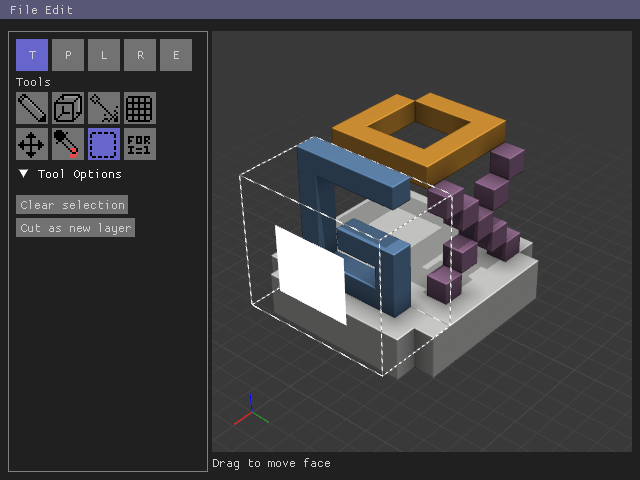 File Edit
T P L R E
Tools
FOR
I=1
▼ Tool Options
Clear selection
Cut as new layer
Drag to move face